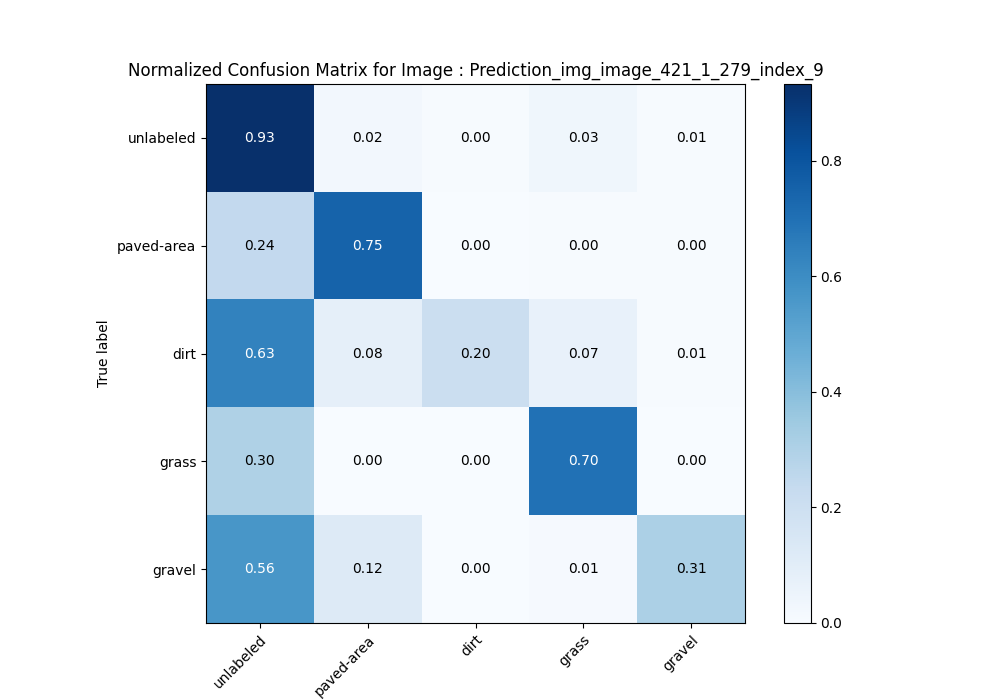 Normalized Confusion Matrix for Image : Prediction_img_image_421_1_279_index_9
unlabeled 0.93 0.02 0.00 0.03 0.01
paved-area 0.24 0.75 0.00 0.00 0.00
dirt 0.63 0.08 0.20 0.07 0.01
grass 0.30 0.00 0.00 0.70 0.00
gravel 0.56 0.12 0.00 0.01 0.31
True label
unlabeled paved-area dirt grass gravel
0.8
0.6
0.4
0.2
0.0